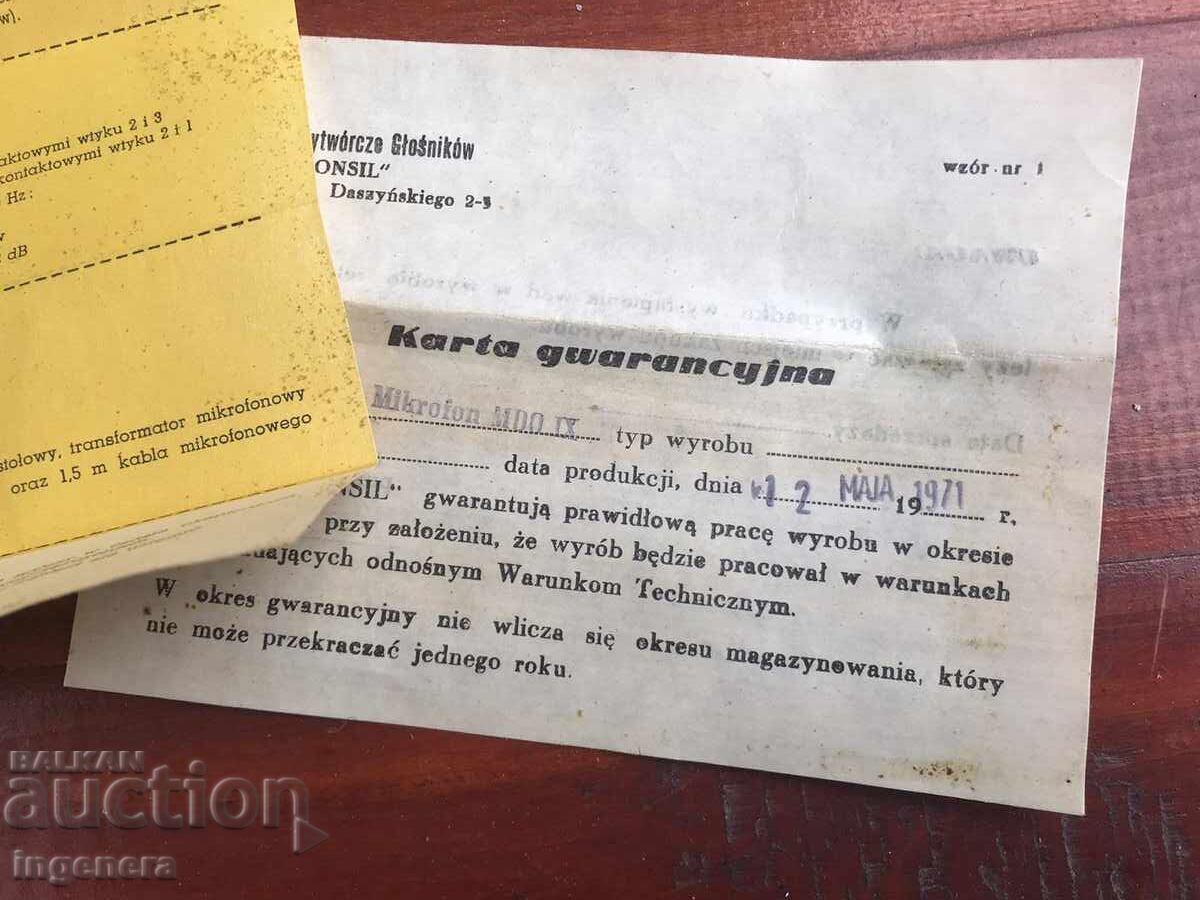 w).
aktowymi wtyku 2 i 3
kontaktowymi wtyku 2 i 1
Hz:
dB
stołowy, transformator mikrofonowy
oraz 1,5 m kabla mikrofonowego
ytwórcze Głośników
ONSIL"
Daszyńskiego 2-5
wzór nr 1
Karta gwarancyjna
Mikrofon MDO IX typ wyrobu
data produkcji, dnia 12 MAJA 1971 r.
NSIL" gwarantują prawidłową pracę wyrobu w okresie
przy założeniu, że wyrób będzie pracował w warunkach
dających odnośnym Warunkom Technicznym.
W okres gwarancyjny nie wlicza się okresu magazynowania, który
nie może przekraczać jednego roku.
BALKAN
auction
ingenera